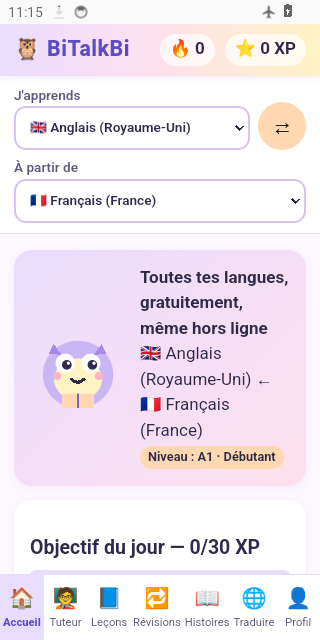 11:15
BiTalkBi
🔥 0
⭐ 0 XP
J'apprends
🇬🇧 Anglais (Royaume-Uni)
⇄
À partir de
🇫🇷 Français (France)
Toutes tes langues,
gratuitement,
même hors ligne
🇬🇧 Anglais
(Royaume-Uni) ←
🇫🇷 Français
(France)
Niveau : A1 · Débutant
Objectif du jour — 0/30 XP
Accueil
Tuteur
Leçons
Révisions
Histoires
Traduire
Profil